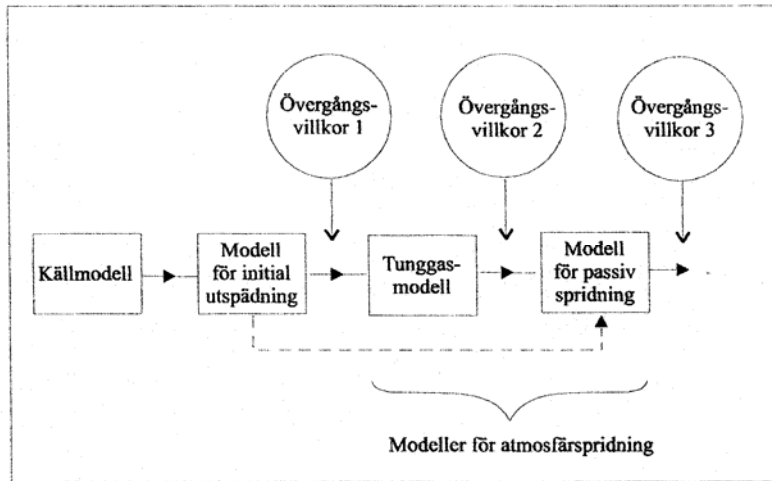 Övergångs-
villkor 1
Övergångs-
villkor 2
Övergångs-
villkor 3
Källmodell
Modell
för initial
utspädning
Tunggas-
modell
Modell
för passiv
spridning
Modeller för atmosfärspridning